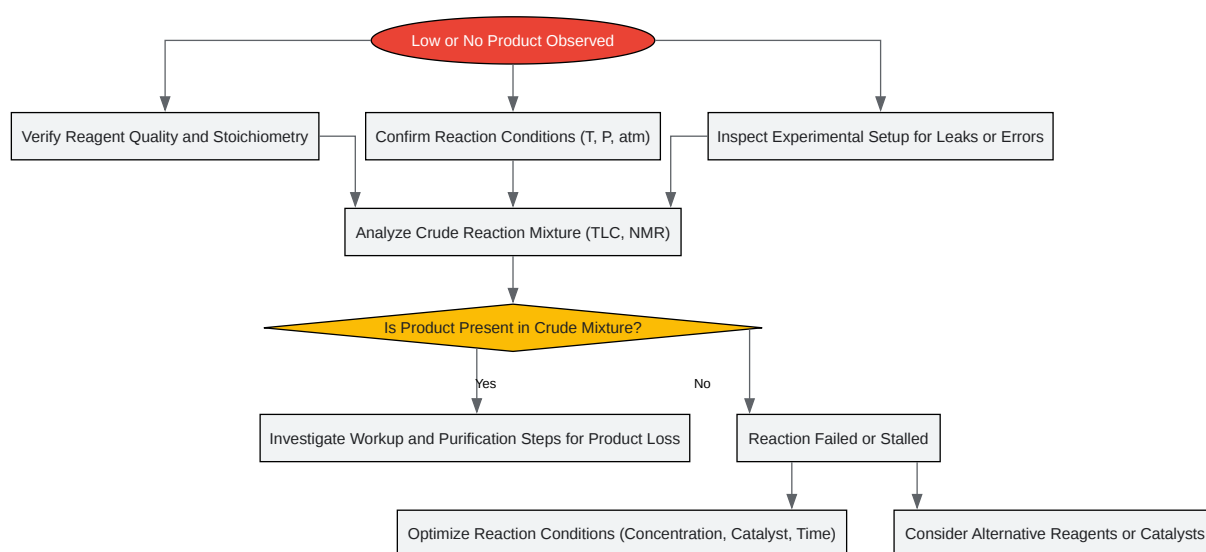 Low or No Product Observed
Verify Reagent Quality and Stoichiometry
Confirm Reaction Conditions (T, P, atm)
Inspect Experimental Setup for Leaks or Errors
Analyze Crude Reaction Mixture (TLC, NMR)
Is Product Present in Crude Mixture?
Yes
No
Investigate Workup and Purification Steps for Product Loss
Reaction Failed or Stalled
Optimize Reaction Conditions (Concentration, Catalyst, Time)
Consider Alternative Reagents or Catalysts